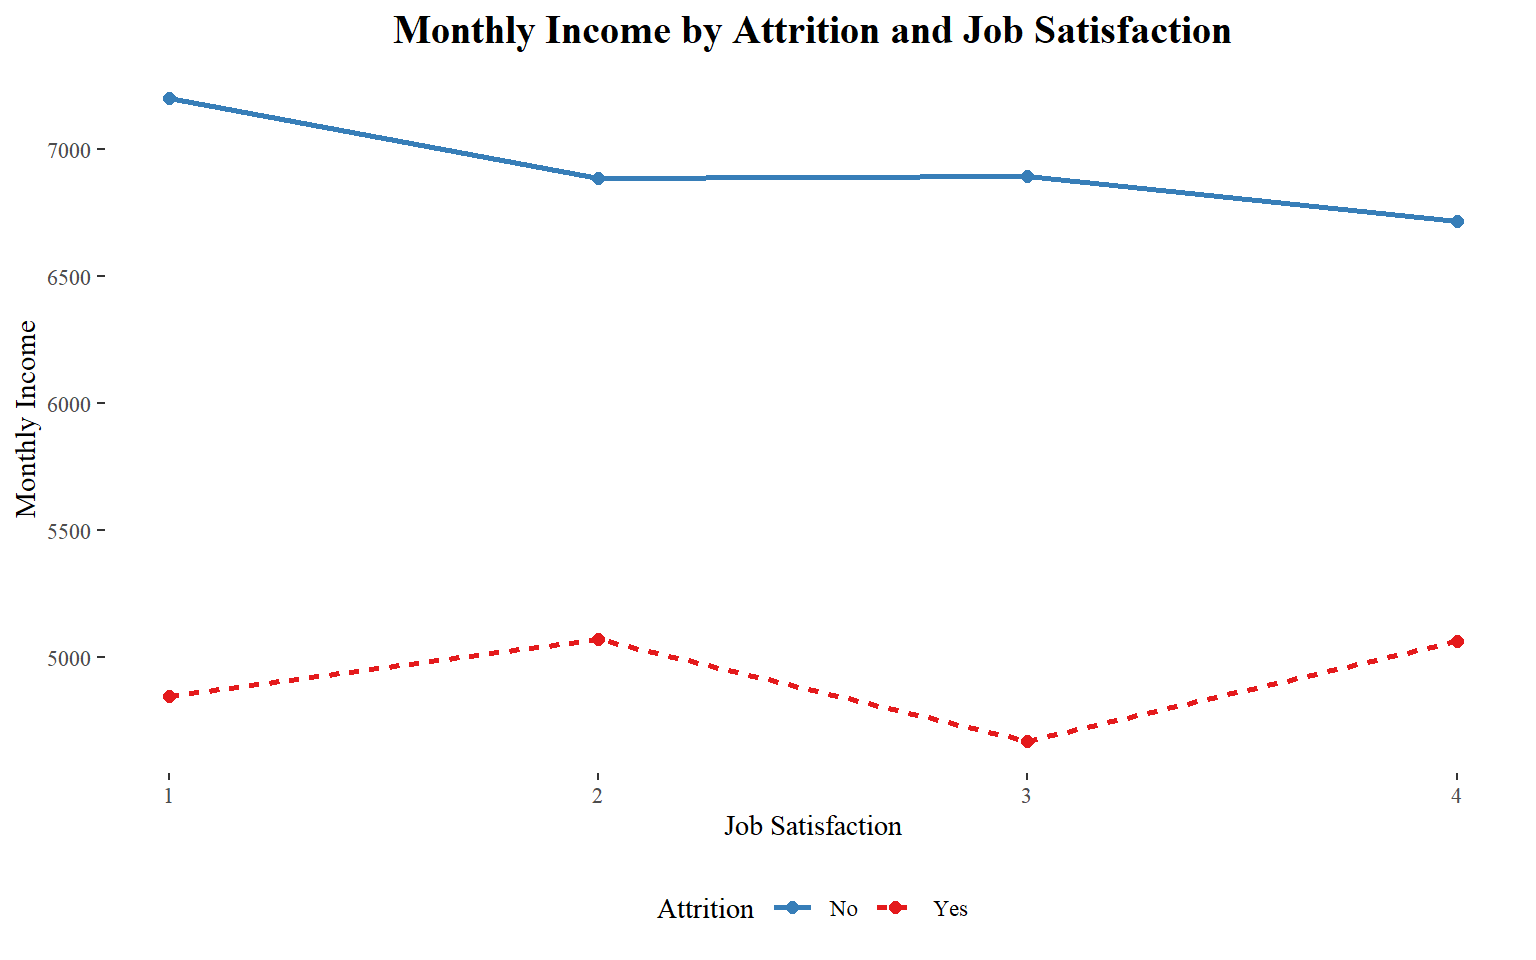 Monthly Income by Attrition and Job Satisfaction
Monthly Income
7000
6500
6000
5500
5000
1 2 3 4
Job Satisfaction
Attrition No Yes